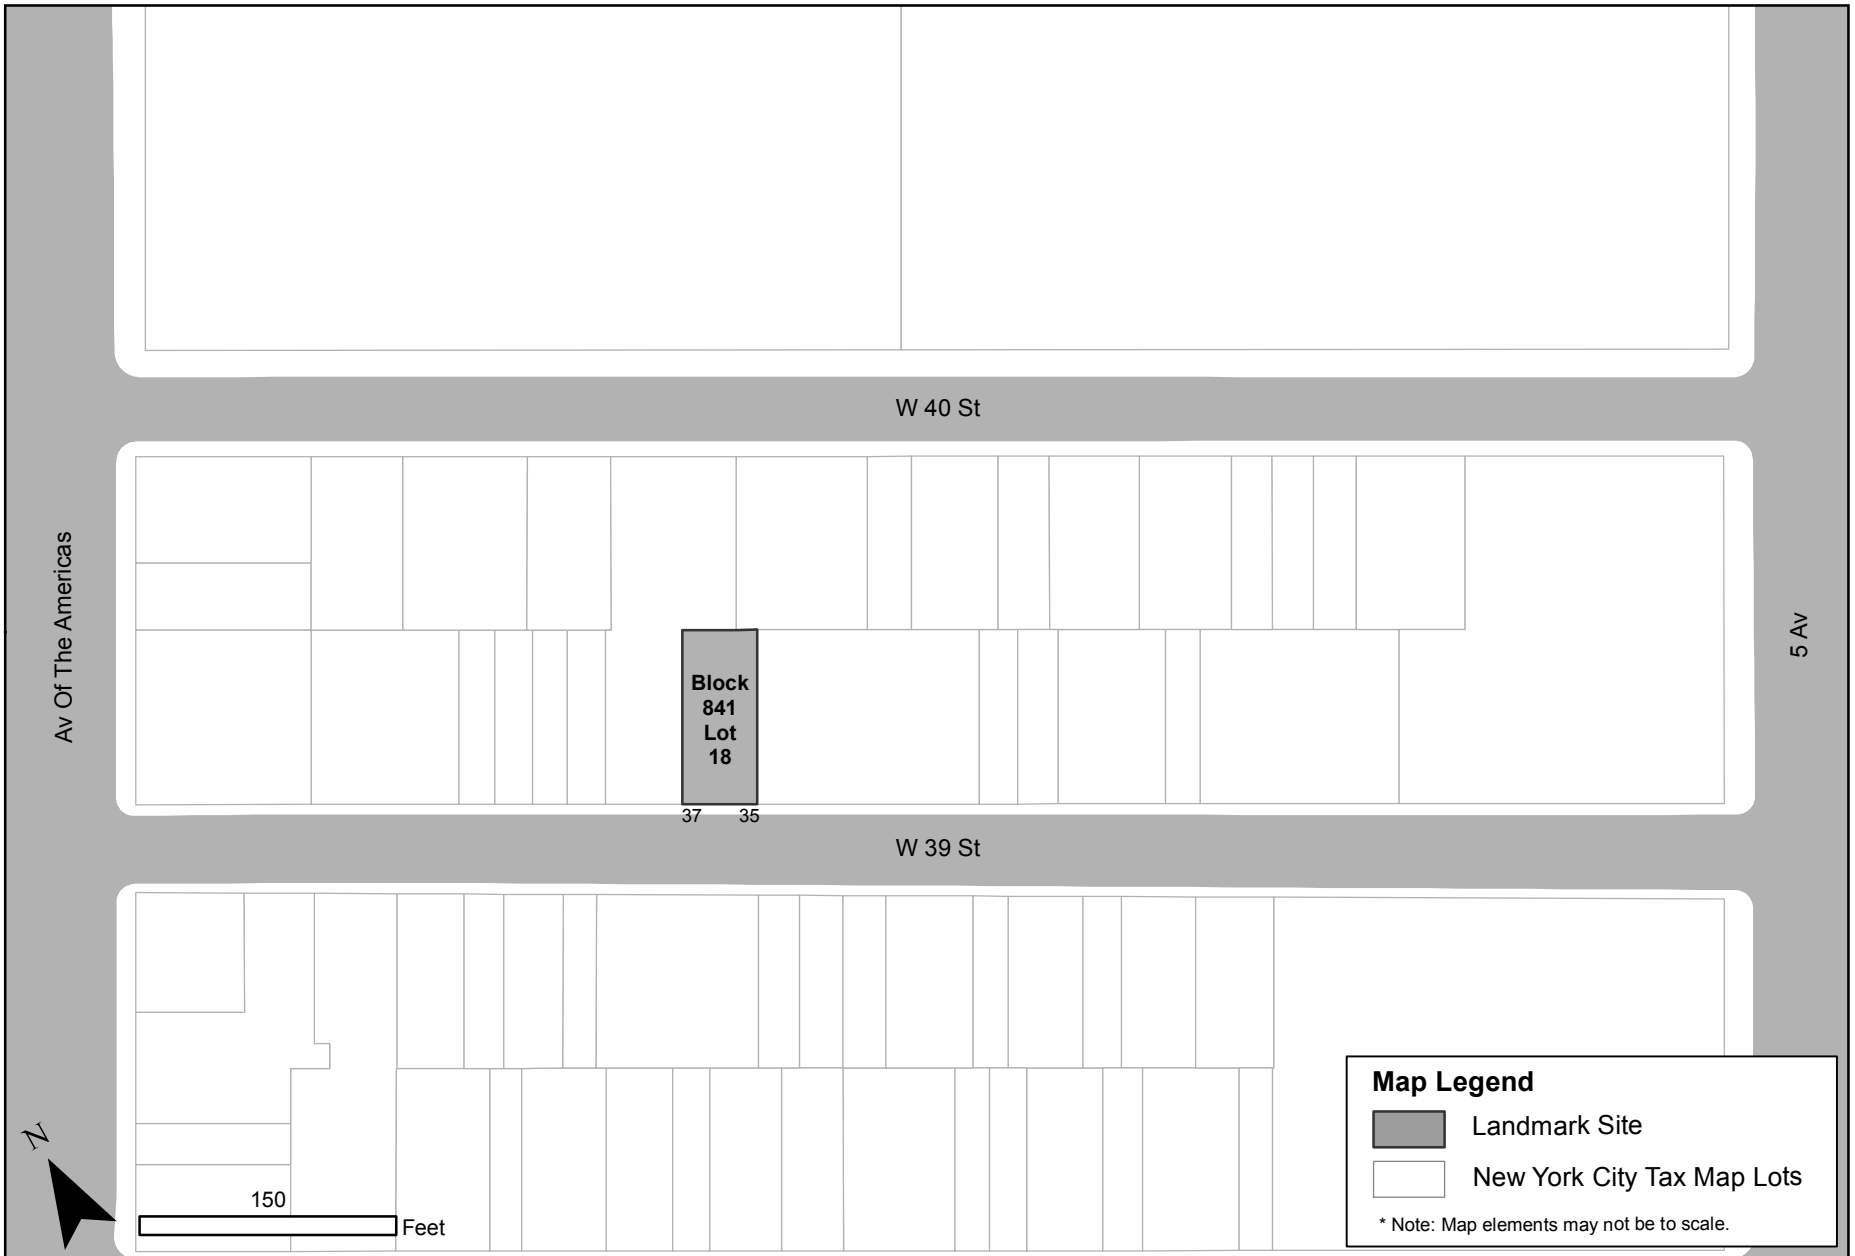 W 40 St
Av Of The Americas
5 Av
Block
841
Lot
18
37 35
W 39 St
Map Legend
Landmark Site
New York City Tax Map Lots
* Note: Map elements may not be to scale.
N
150
Feet